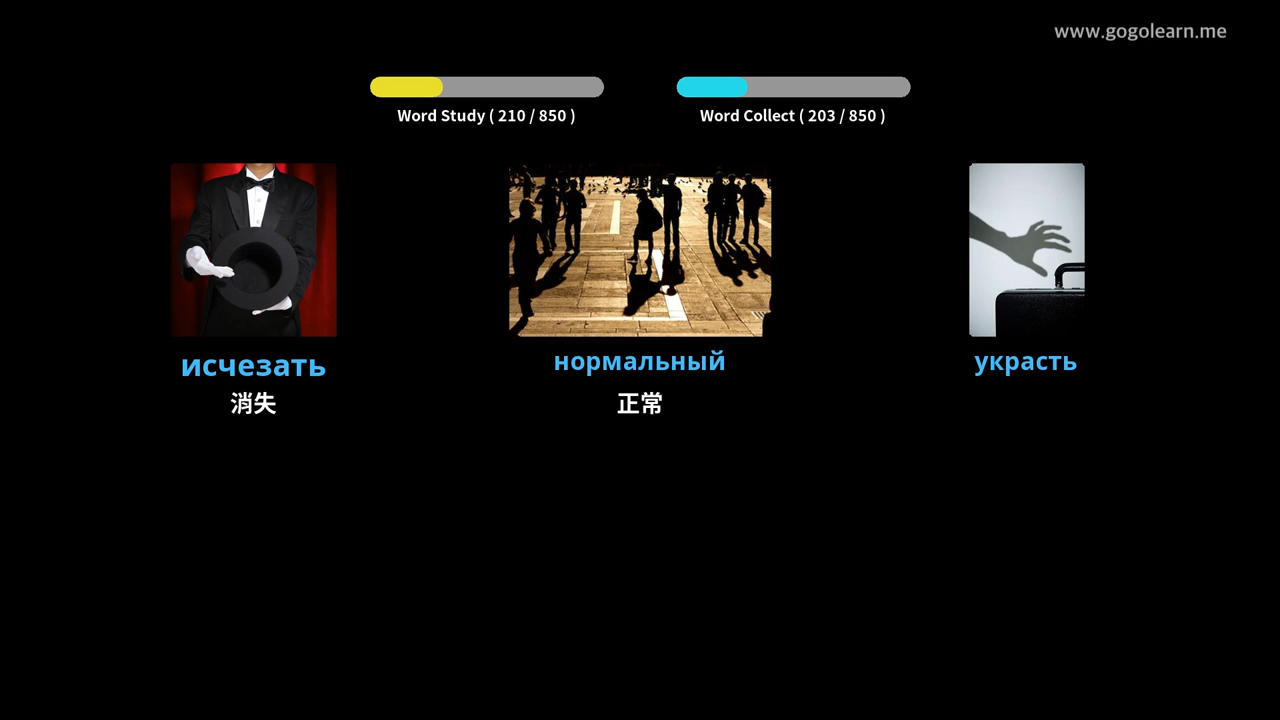 www.gogolearn.me
Word Study ( 210 / 850 )
Word Collect ( 203 / 850 )
исчезать
消失
нормальный
正常
украсть